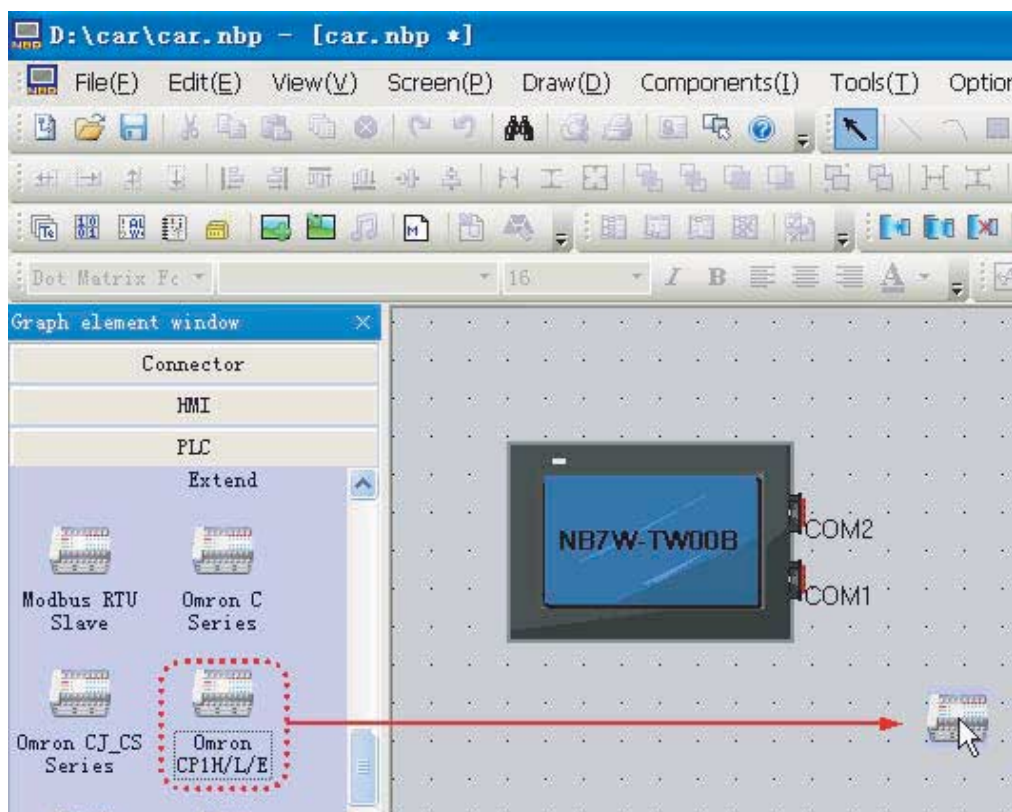 D:\car\car.nbp - [car.nbp *]
File(F) Edit(E) View(V) Screen(P) Draw(D) Components(I) Tools(T) Option
Dot Matrix Fc 16 I B A
Graph element window
Connector
HMI
PLC
Extend
Modbus RTU Slave
Omron C Series
Omron CJ_CS Series
Omron CP1H/L/E
NB7W-TW00B
COM2
COM1